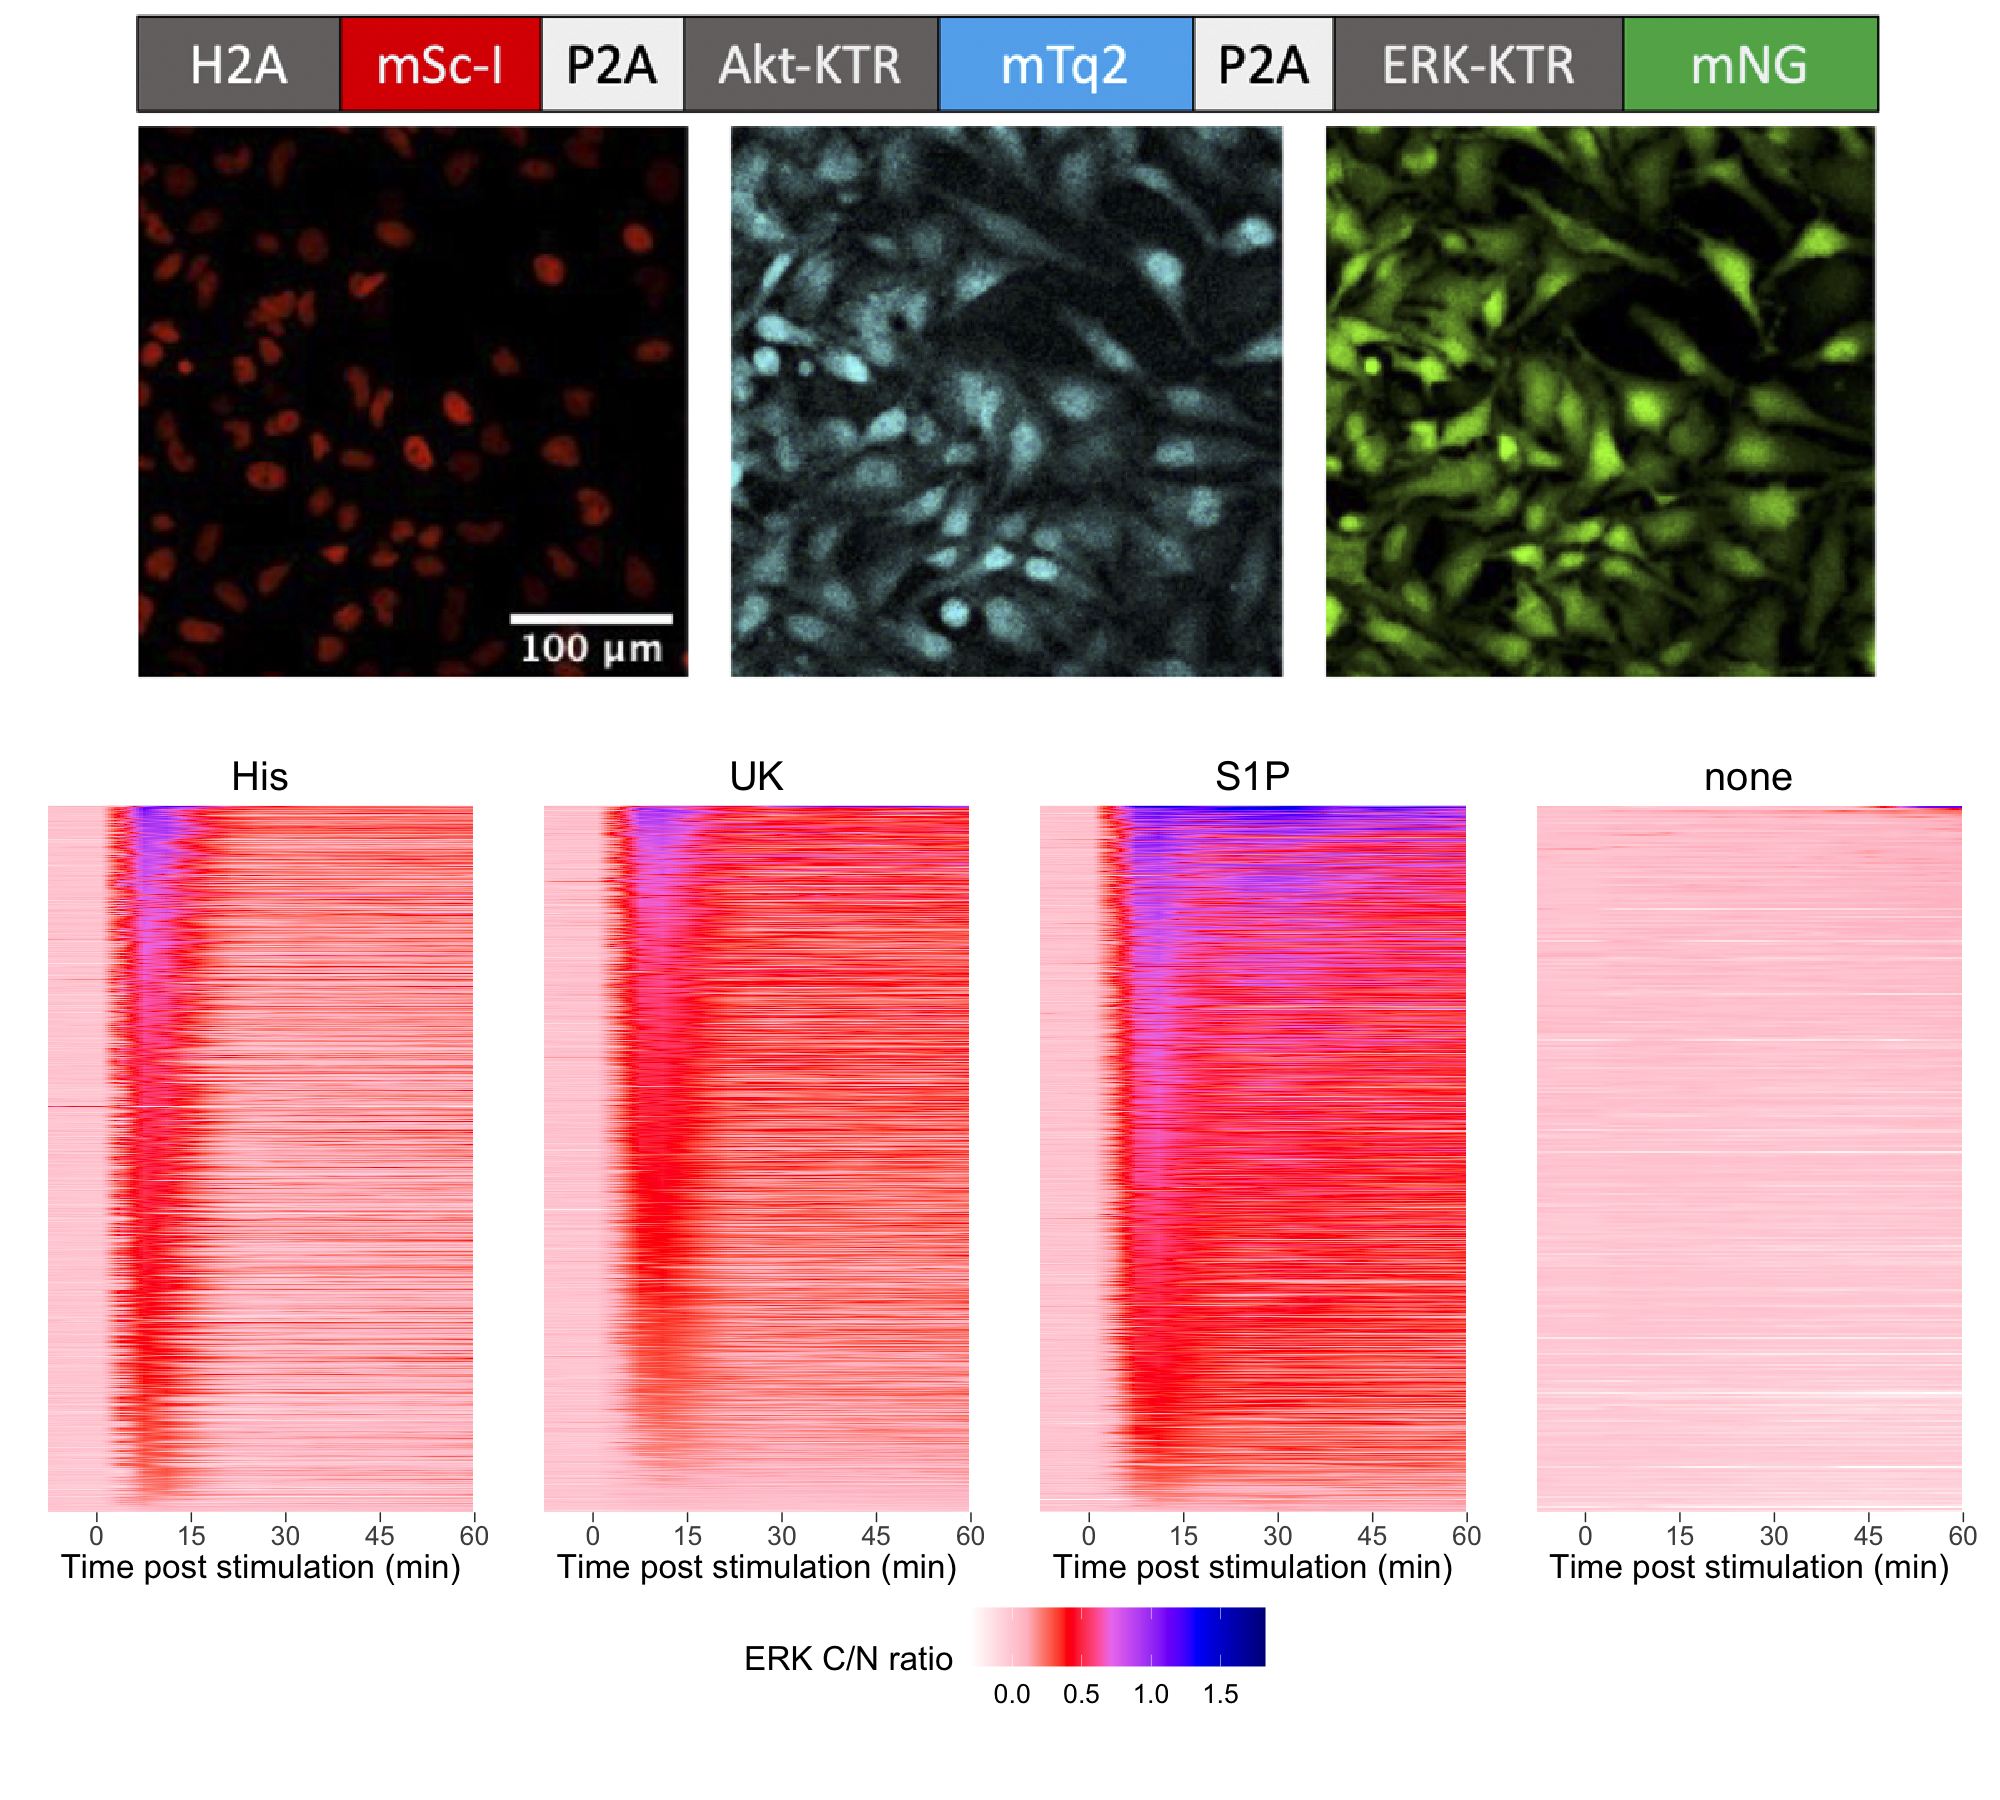 H2A mSc-I P2A Akt-KTR mTq2 P2A ERK-KTR mNG
100 µm
His UK S1P none
0 15 30 45 60 0 15 30 45 60 0 15 30 45 60 0 15 30 45 60
Time post stimulation (min) Time post stimulation (min) Time post stimulation (min) Time post stimulation (min)
ERK C/N ratio
0.0 0.5 1.0 1.5